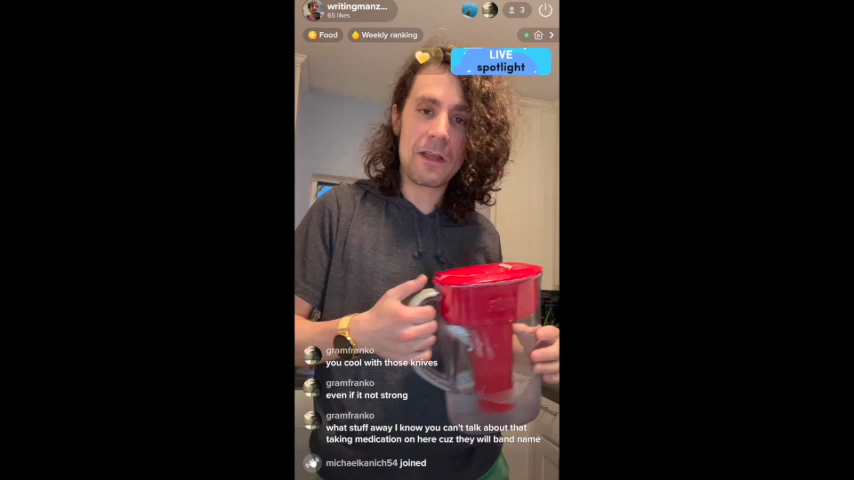 writingmanz...
65 likes
3
Food
Weekly ranking
LIVE
spotlight
gramfranko
you cool with those knives
gramfranko
even if it not strong
gramfranko
what stuff away I know you can't talk about that
taking medication on here cuz they will band name
michaelkanich54 joined